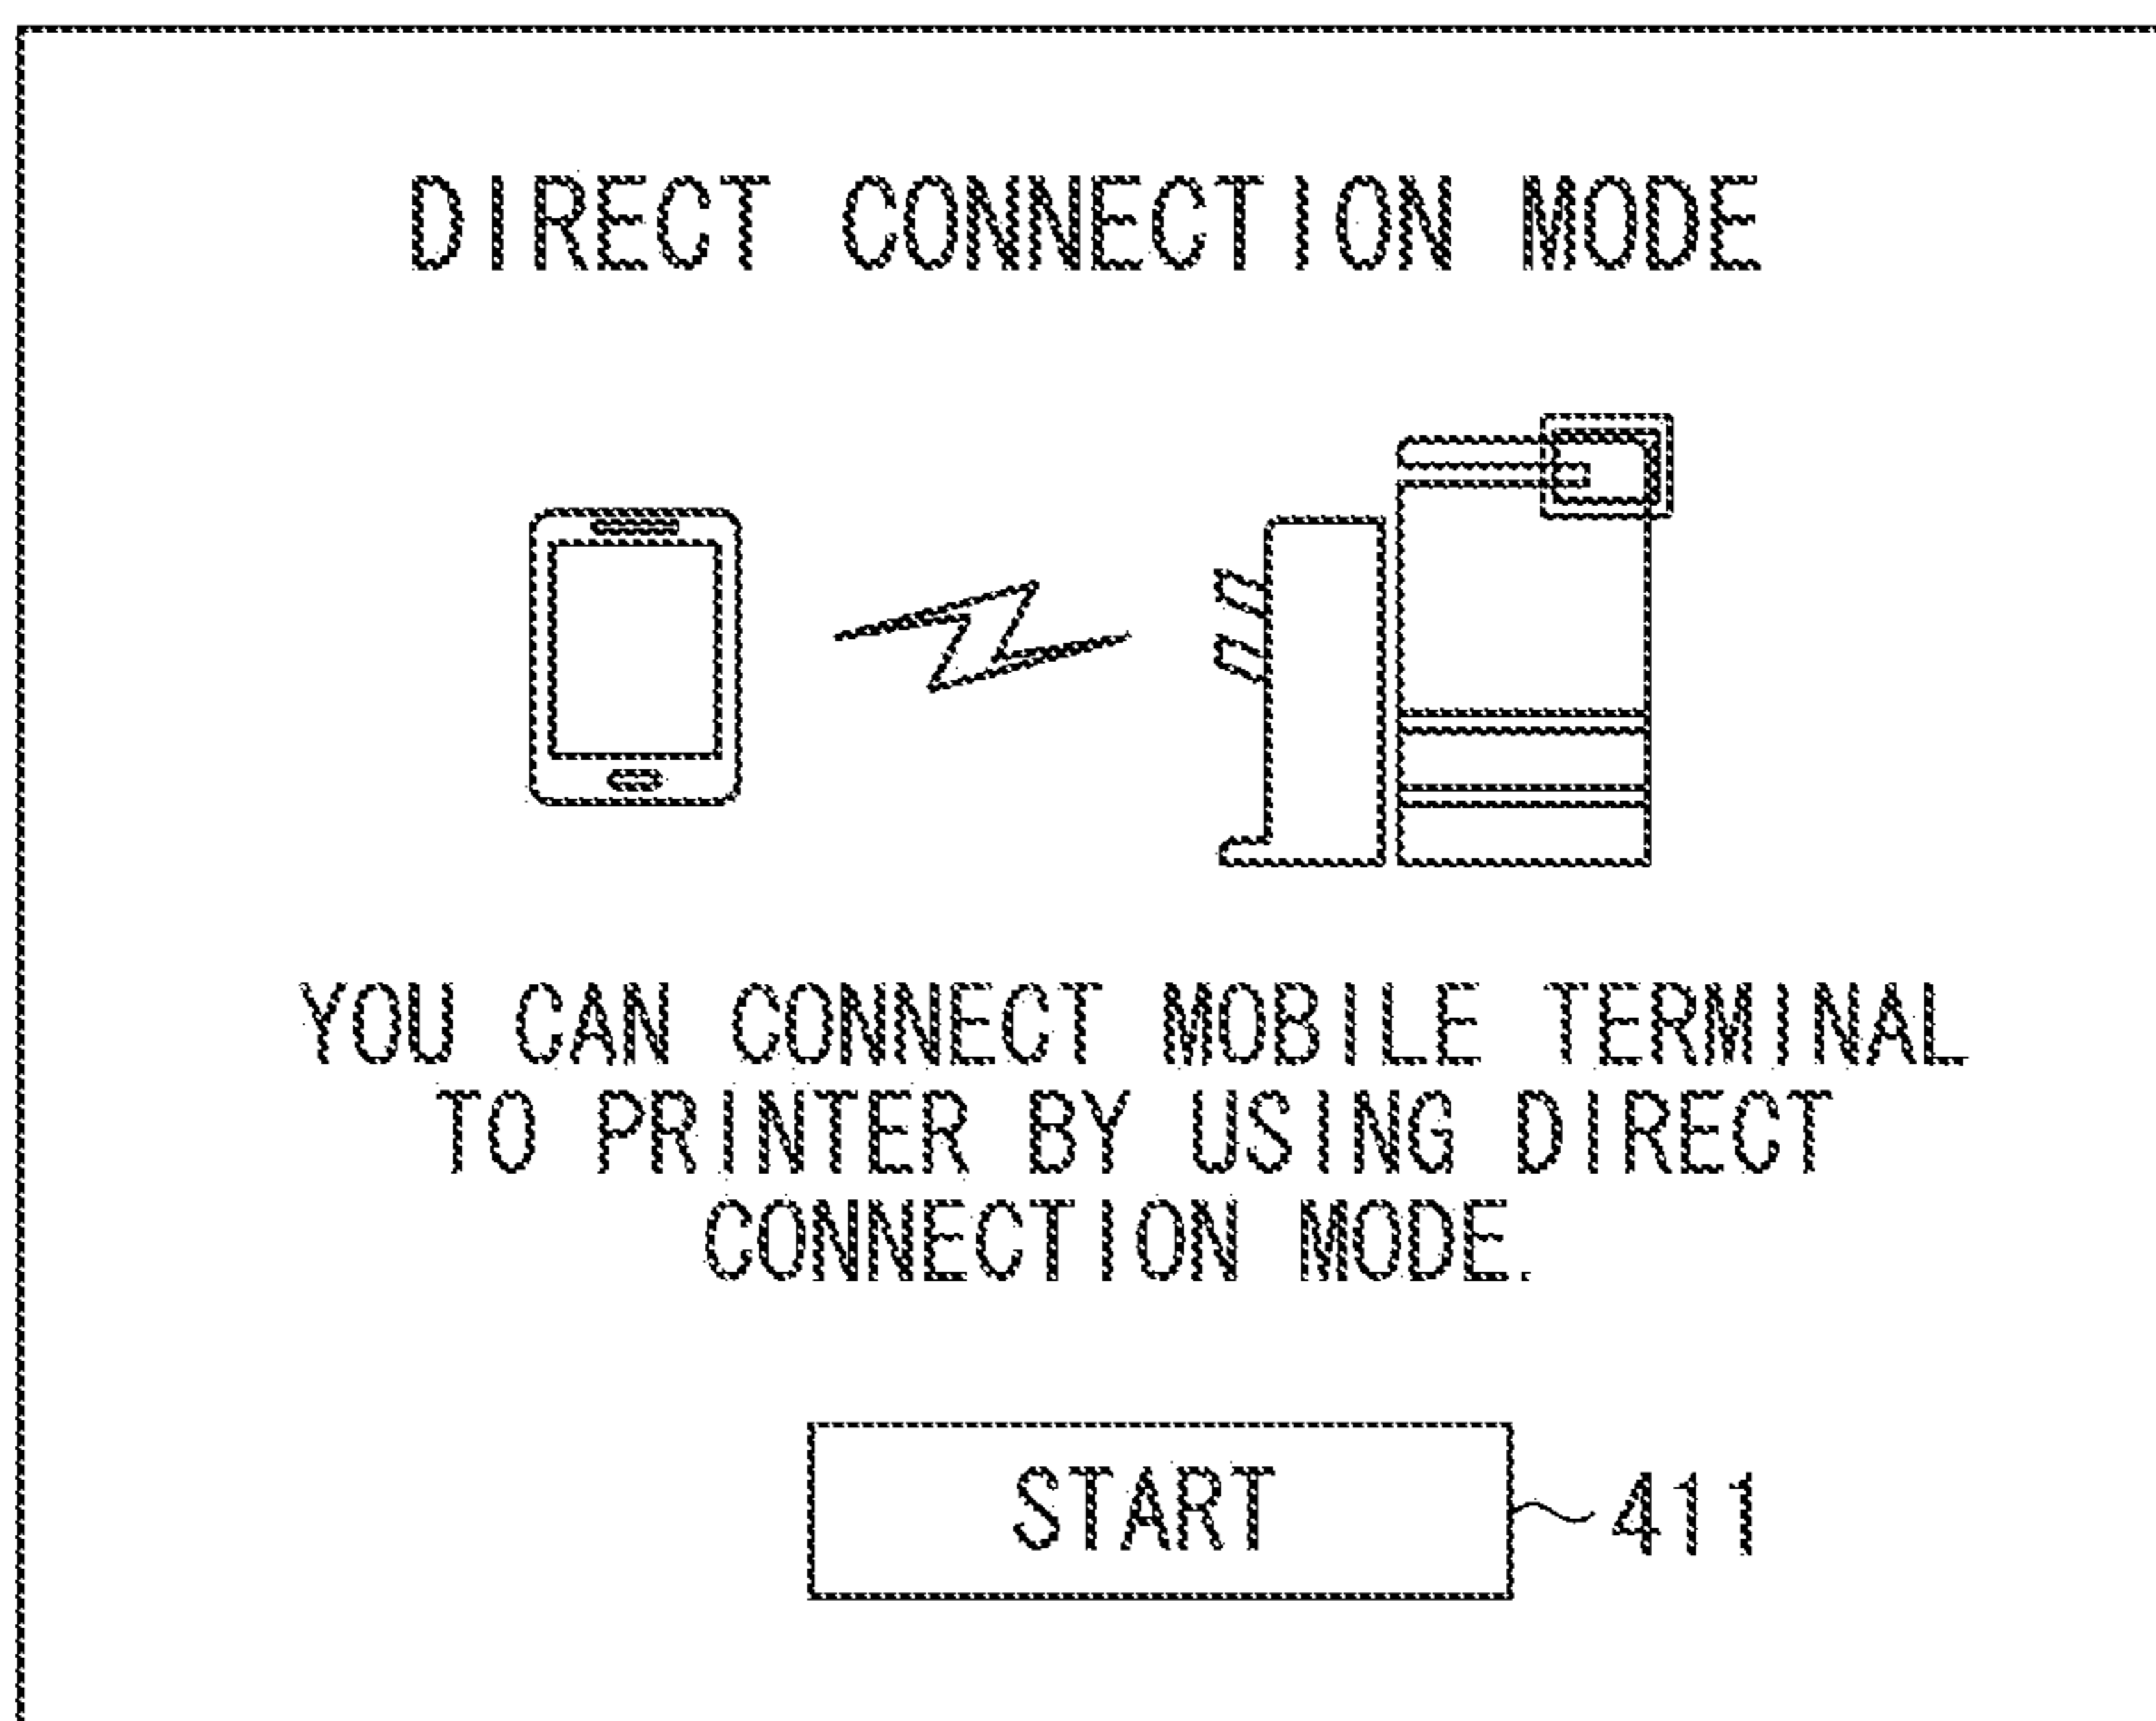 DIRECT CONNECTION MODE
YOU CAN CONNECT MOBILE TERMINAL
TO PRINTER BY USING DIRECT
CONNECTION MODE.
START
411